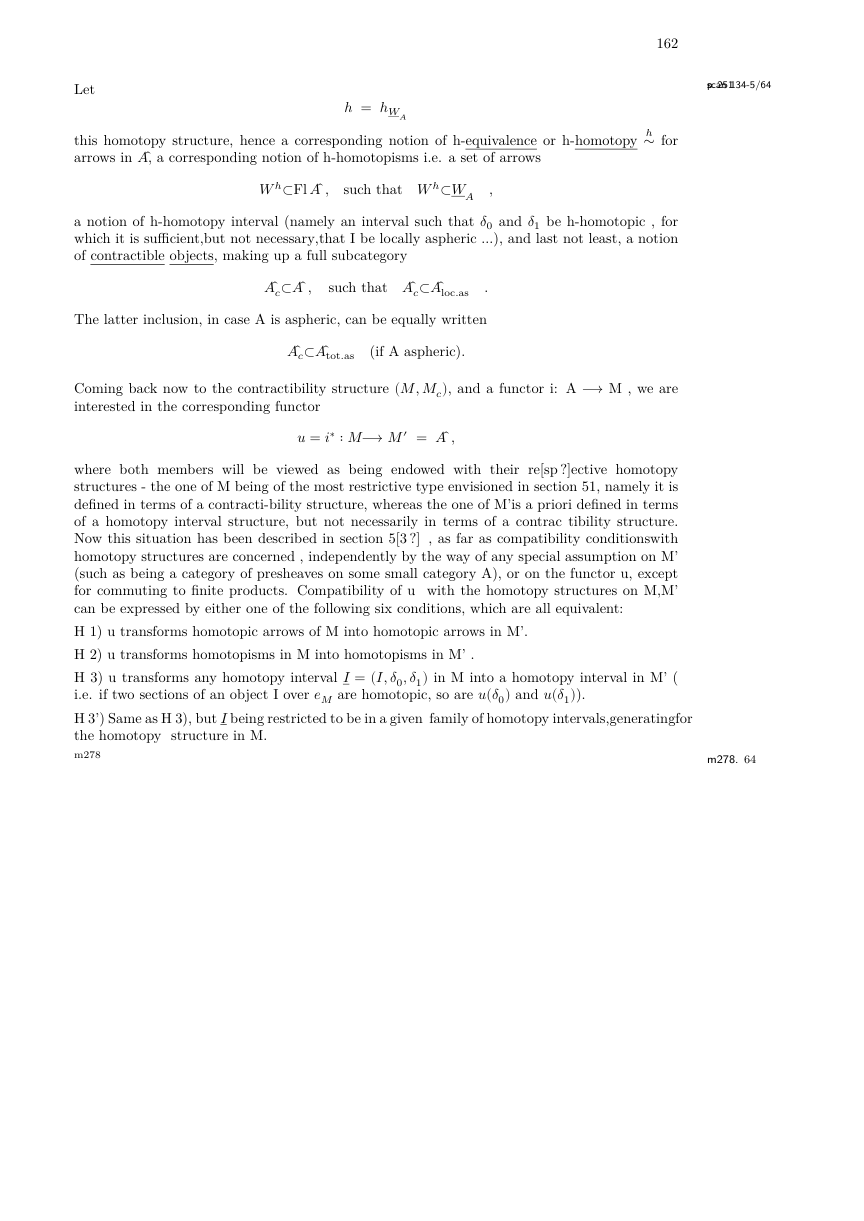 162
Let
h = h_{W_A}
this homotopy structure, hence a corresponding notion of h-equivalence or h-homotopy h∼ for
arrows in A^, a corresponding notion of h-homotopisms i.e. a set of arrows
W^h⊂Fl A^ , such that W^h⊂W_A ,
a notion of h-homotopy interval (namely an interval such that δ₀ and δ₁ be h-homotopic , for
which it is sufficient,but not necessary,that I be locally aspheric ...), and last not least, a notion
of contractible objects, making up a full subcategory
A^_c⊂A^ , such that A^_c⊂A^_{loc.as} .
The latter inclusion, in case A is aspheric, can be equally written
A^_c⊂A^_{tot.as} (if A aspheric).
Coming back now to the contractibility structure (M, M_c), and a functor i: A ⟶ M , we are
interested in the corresponding functor
u = i* : M⟶ M′ = A^ ,
where both members will be viewed as being endowed with their re[sp ?]ective homotopy
structures - the one of M being of the most restrictive type envisioned in section 51, namely it is
defined in terms of a contracti-bility structure, whereas the one of M'is a priori defined in terms
of a homotopy interval structure, but not necessarily in terms of a contrac tibility structure.
Now this situation has been described in section 5[3 ?] , as far as compatibility conditionswith
homotopy structures are concerned , independently by the way of any special assumption on M'
(such as being a category of presheaves on some small category A), or on the functor u, except
for commuting to finite products. Compatibility of u with the homotopy structures on M,M'
can be expressed by either one of the following six conditions, which are all equivalent:
H 1) u transforms homotopic arrows of M into homotopic arrows in M'.
H 2) u transforms homotopisms in M into homotopisms in M' .
H 3) u transforms any homotopy interval I = (I, δ₀, δ₁) in M into a homotopy interval in M' (
i.e. if two sections of an object I over e_M are homotopic, so are u(δ₀) and u(δ₁)).
H 3') Same as H 3), but I being restricted to be in a given family of homotopy intervals,generatingfor
the homotopy structure in M.
m278
m278. 64